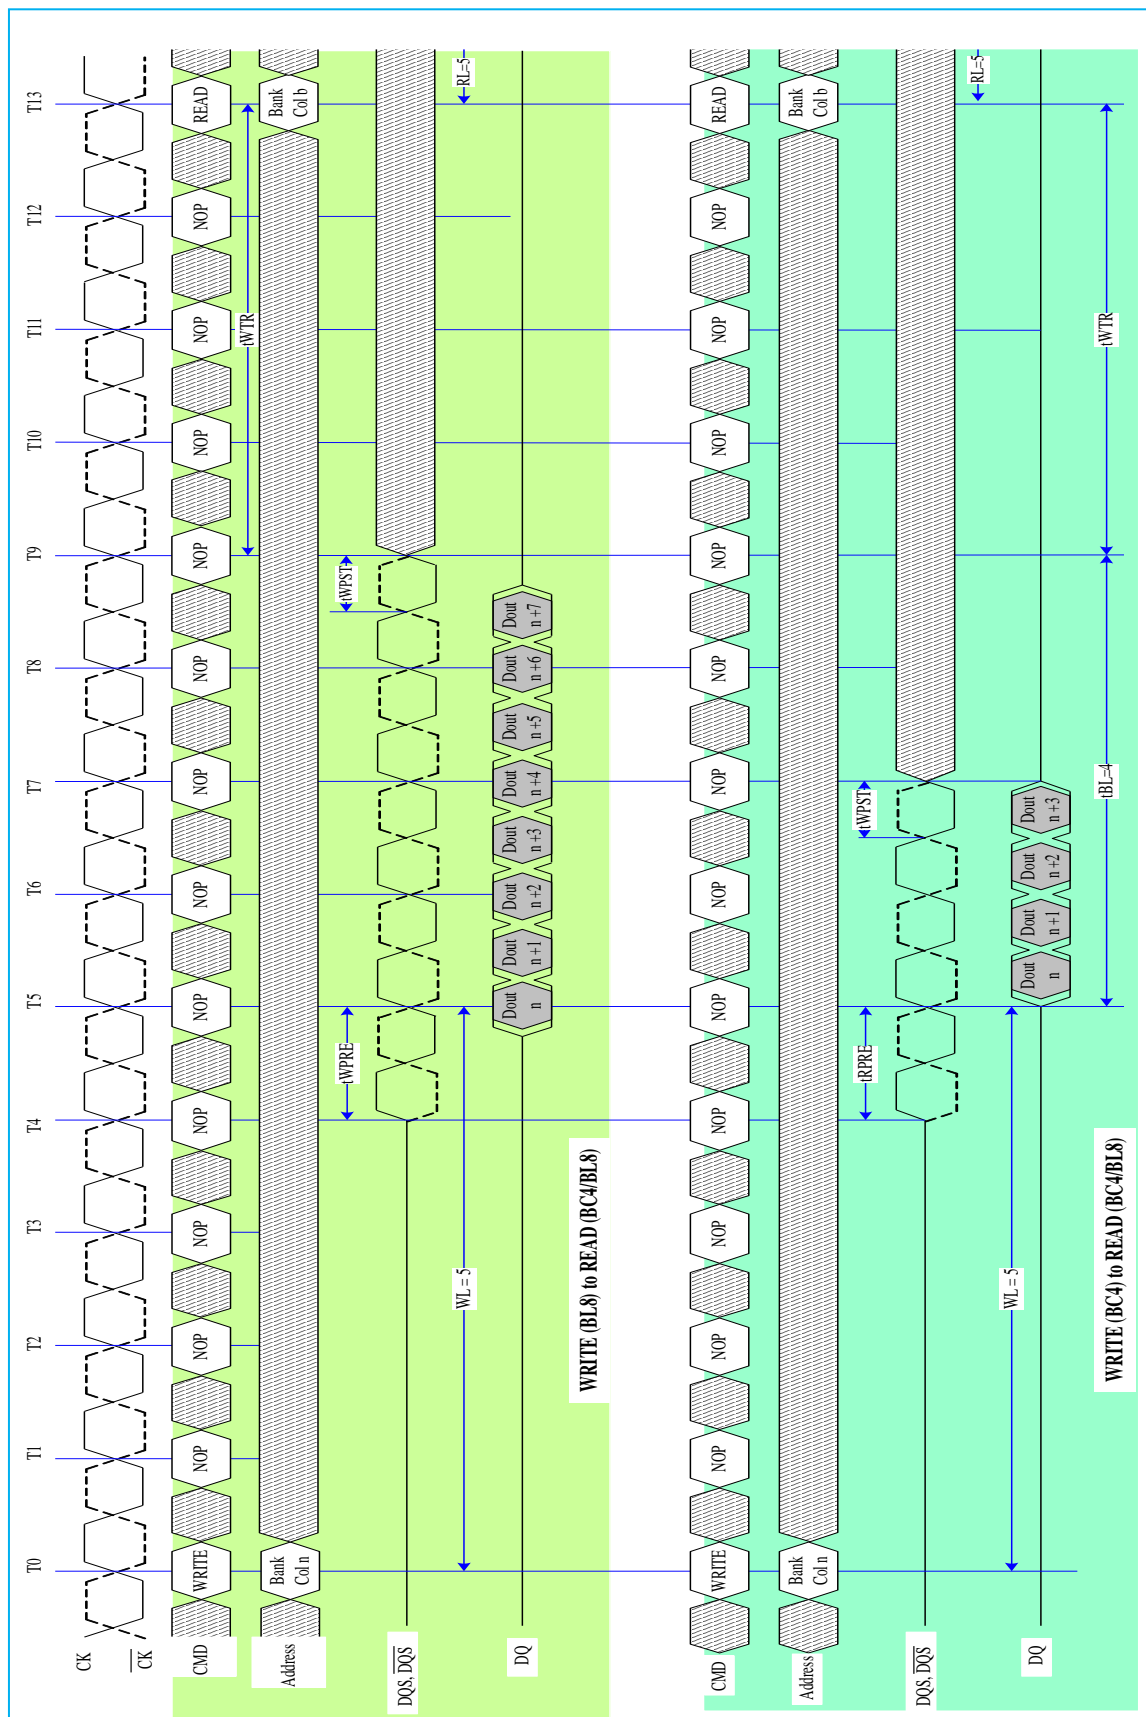 T0 T1 T2 T3 T4 T5 T6 T7 T8 T9 T10 T11 T12 T13
CK
CK
CMD WRITE NOP NOP NOP NOP NOP NOP NOP NOP NOP NOP NOP NOP READ
tWTR
Address
Bank
Col n
Bank
Col b
tWPRE tWPST
DQS, DQS
WL = 5 RL=5
DQ
Dout Dout Dout Dout Dout Dout Dout Dout
n n+1 n+2 n+3 n+4 n+5 n+6 n+7
WRITE (BL8) to READ (BC4/BL8)
CMD WRITE NOP NOP NOP NOP NOP NOP NOP NOP NOP NOP NOP NOP READ
Address
Bank
Col n
Bank
Col b
tRPRE tWPST
DQS, DQS
RL=5
WL = 5
DQ
Dout Dout Dout Dout
n n+1 n+2 n+3
tBL=4 tWTR
WRITE (BC4) to READ (BC4/BL8)